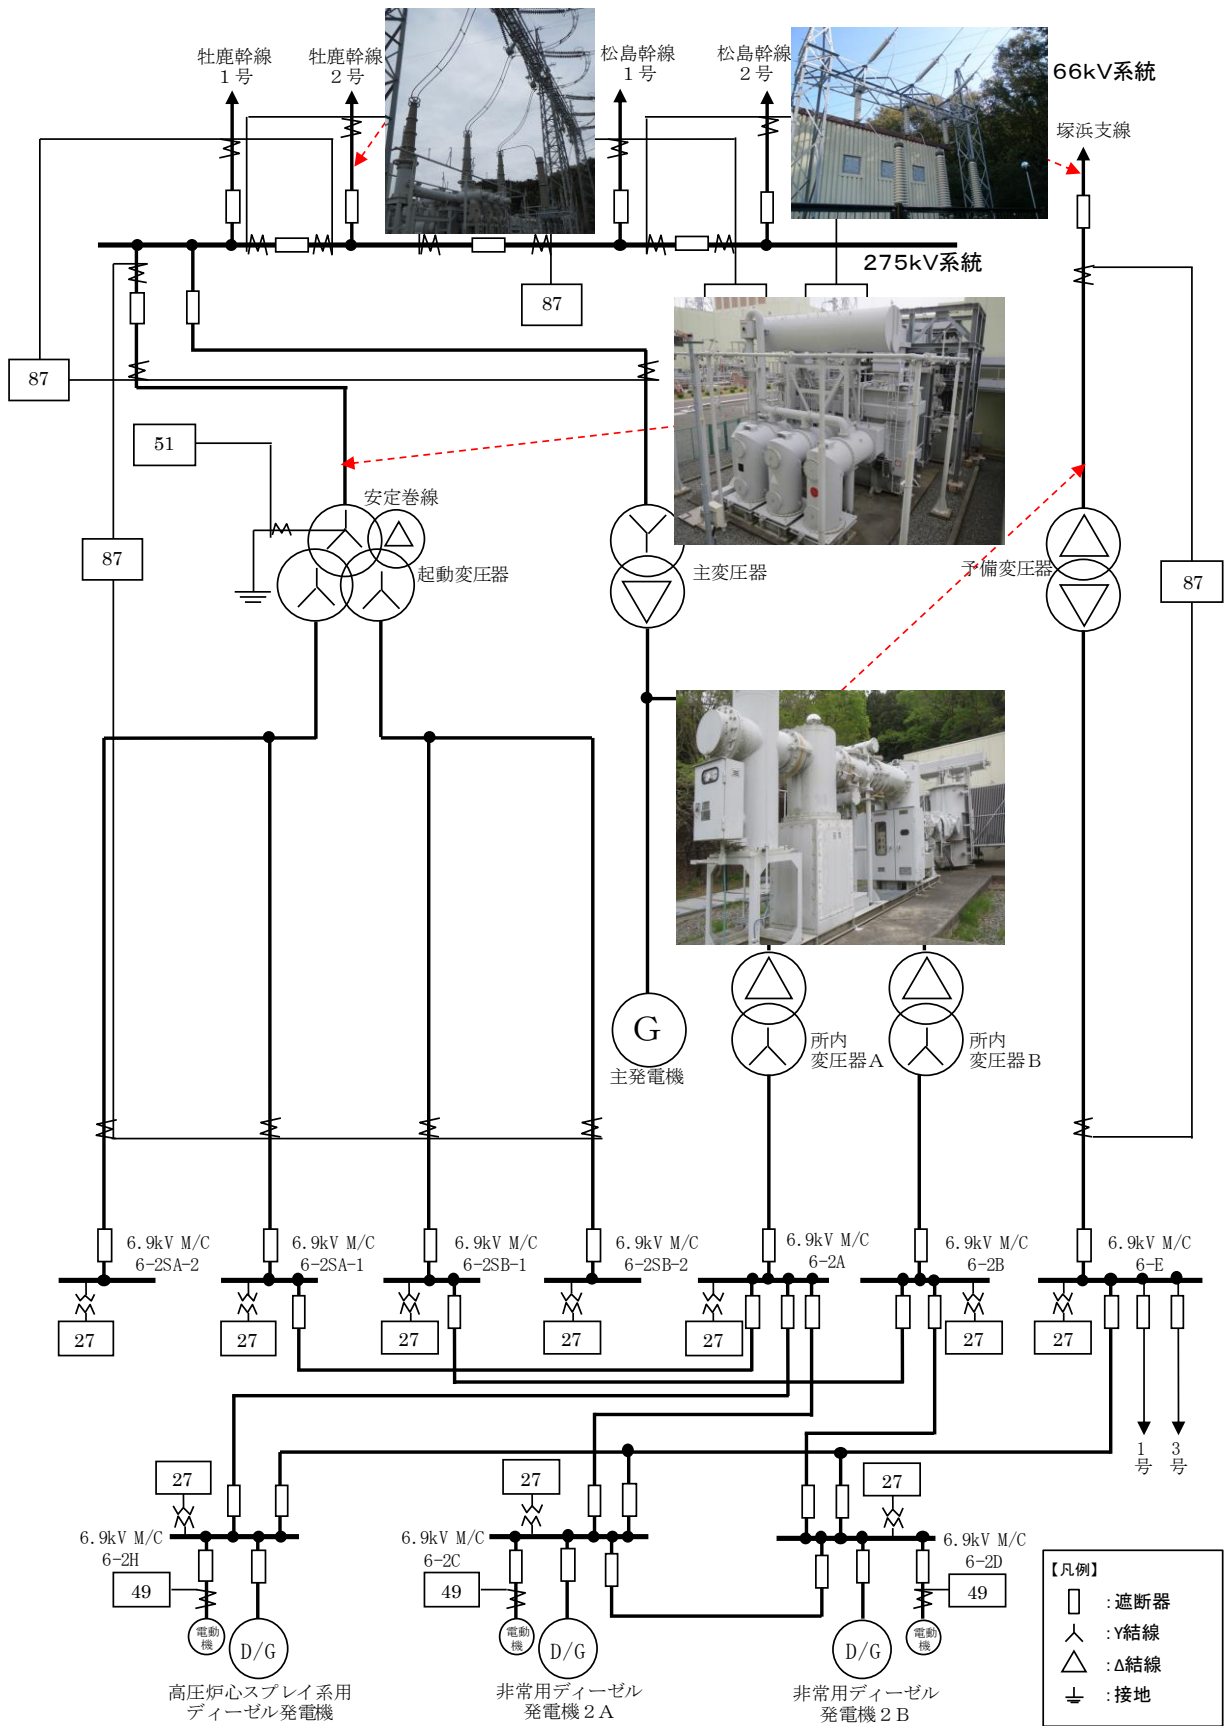 牡鹿幹線
1号
牡鹿幹線
2号
松島幹線
1号
松島幹線
2号
66kV系統
塚浜支線
275kV系統
87
87
51
安定巻線
87
起動変圧器
主変圧器
予備変圧器
87
G
主発電機
所内
変圧器A
所内
変圧器B
6.9kV M/C
6-2SA-2
6.9kV M/C
6-2SA-1
6.9kV M/C
6-2SB-1
6.9kV M/C
6-2SB-2
6.9kV M/C
6-2A
6.9kV M/C
6-2B
6.9kV M/C
6-E
27
27
27
27
27
27
27
1号
3号
27
27
27
6.9kV M/C
6-2H
6.9kV M/C
6-2C
6.9kV M/C
6-2D
49
49
49
電動機
D/G
電動機
D/G
D/G
電動機
高圧炉心スプレイ系用
ディーゼル発電機
非常用ディーゼル
発電機2A
非常用ディーゼル
発電機2B
【凡例】
:遮断器
:Y結線
:Δ結線
:接地